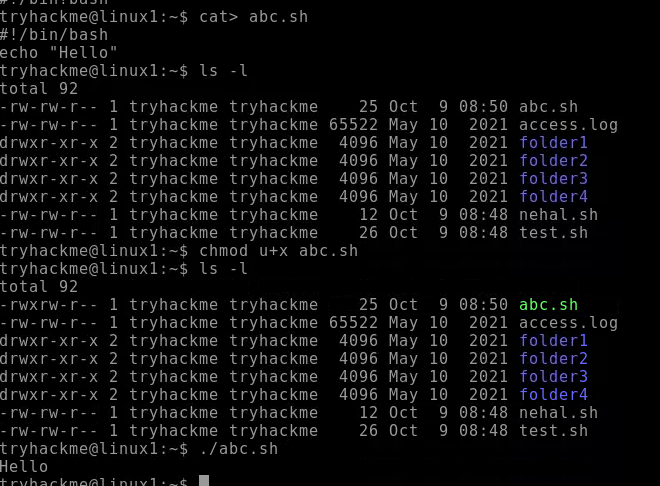 #!/bin!bash
tryhackme@linux1:~$ cat> abc.sh
#!/bin/bash
echo "Hello"
tryhackme@linux1:~$ ls -l
total 92
-rw-rw-r-- 1 tryhackme tryhackme    25 Oct  9 08:50 abc.sh
-rw-rw-r-- 1 tryhackme tryhackme 65522 May 10  2021 access.log
drwxr-xr-x 2 tryhackme tryhackme  4096 May 10  2021 folder1
drwxr-xr-x 2 tryhackme tryhackme  4096 May 10  2021 folder2
drwxr-xr-x 2 tryhackme tryhackme  4096 May 10  2021 folder3
drwxr-xr-x 2 tryhackme tryhackme  4096 May 10  2021 folder4
-rw-rw-r-- 1 tryhackme tryhackme    12 Oct  9 08:48 nehal.sh
-rw-rw-r-- 1 tryhackme tryhackme    26 Oct  9 08:48 test.sh
tryhackme@linux1:~$ chmod u+x abc.sh
tryhackme@linux1:~$ ls -l
total 92
-rwxrw-r-- 1 tryhackme tryhackme    25 Oct  9 08:50 abc.sh
-rw-rw-r-- 1 tryhackme tryhackme 65522 May 10  2021 access.log
drwxr-xr-x 2 tryhackme tryhackme  4096 May 10  2021 folder1
drwxr-xr-x 2 tryhackme tryhackme  4096 May 10  2021 folder2
drwxr-xr-x 2 tryhackme tryhackme  4096 May 10  2021 folder3
drwxr-xr-x 2 tryhackme tryhackme  4096 May 10  2021 folder4
-rw-rw-r-- 1 tryhackme tryhackme    12 Oct  9 08:48 nehal.sh
-rw-rw-r-- 1 tryhackme tryhackme    26 Oct  9 08:48 test.sh
tryhackme@linux1:~$ ./abc.sh
Hello
tryhackme@linux1:~$